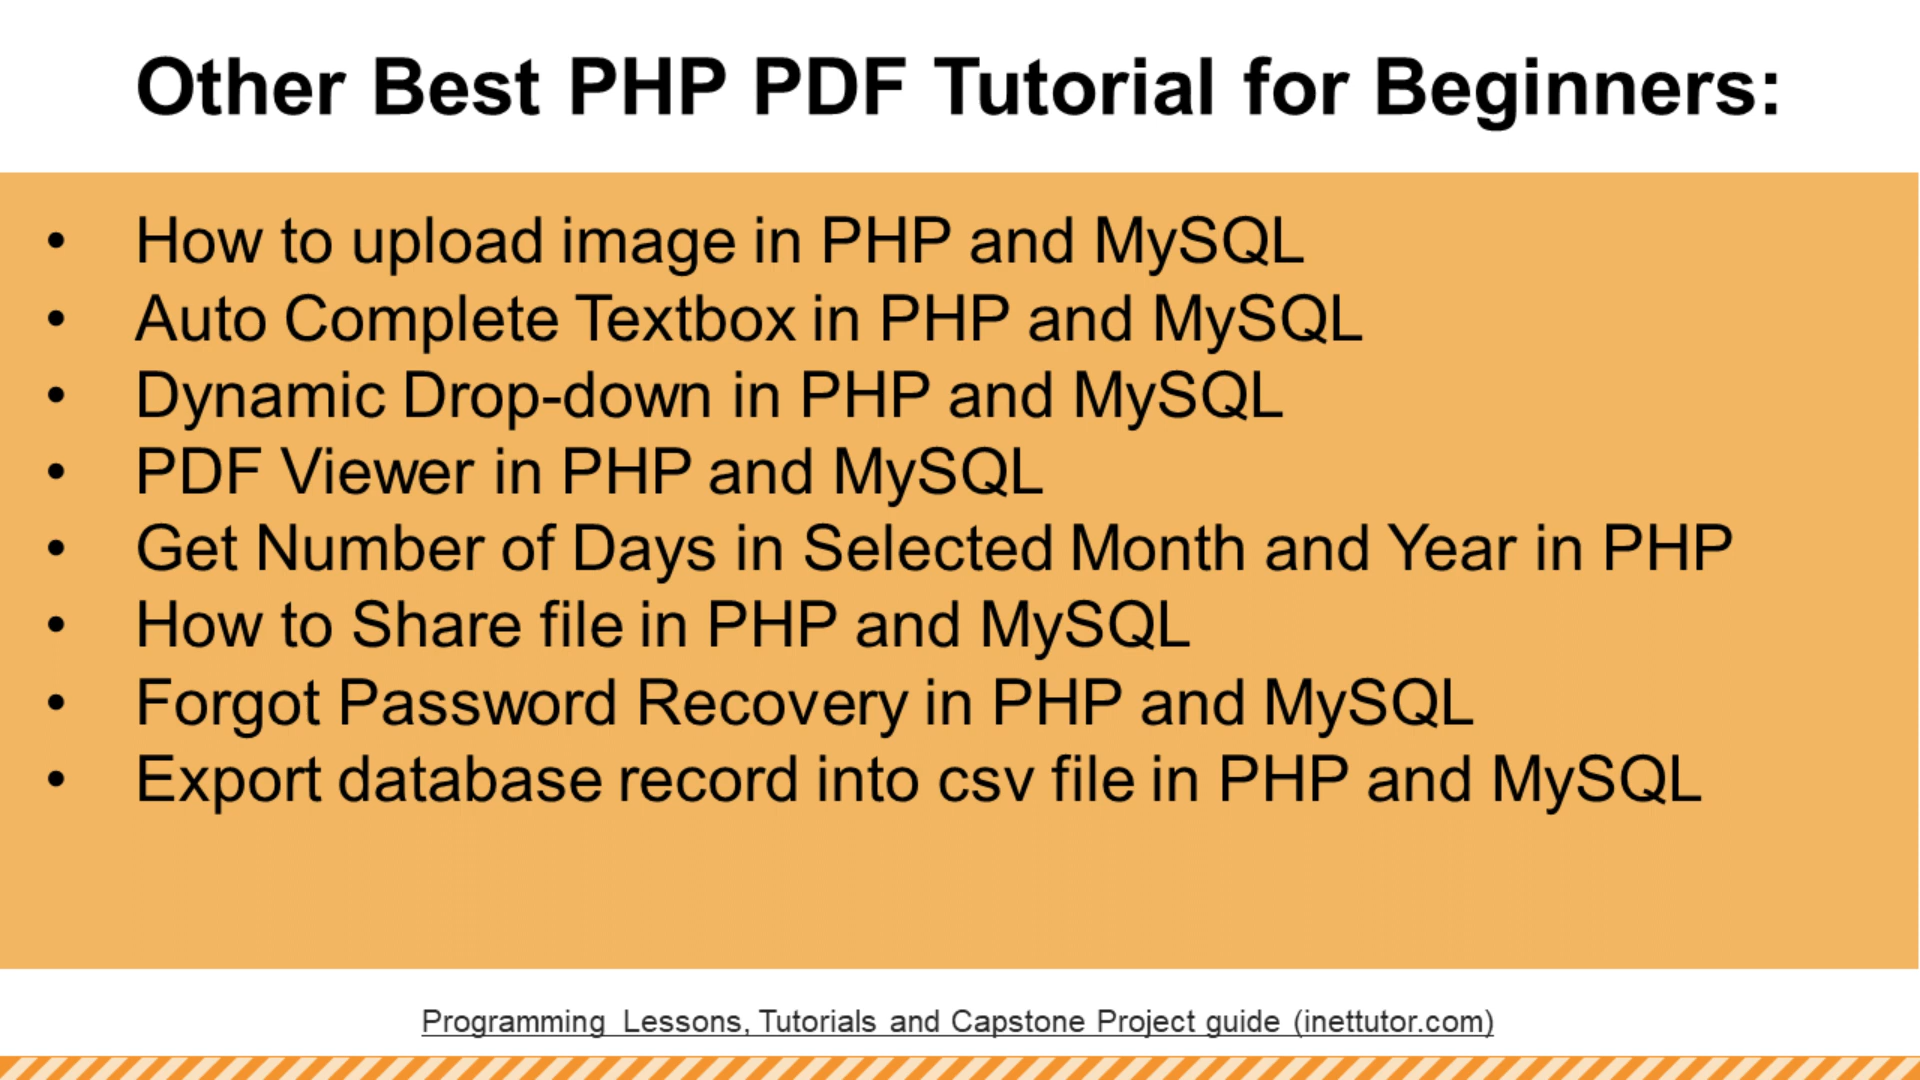 Other Best PHP PDF Tutorial for Beginners:
• How to upload image in PHP and MySQL
• Auto Complete Textbox in PHP and MySQL
• Dynamic Drop-down in PHP and MySQL
• PDF Viewer in PHP and MySQL
• Get Number of Days in Selected Month and Year in PHP
• How to Share file in PHP and MySQL
• Forgot Password Recovery in PHP and MySQL
• Export database record into csv file in PHP and MySQL
Programming Lessons, Tutorials and Capstone Project guide (inettutor.com)